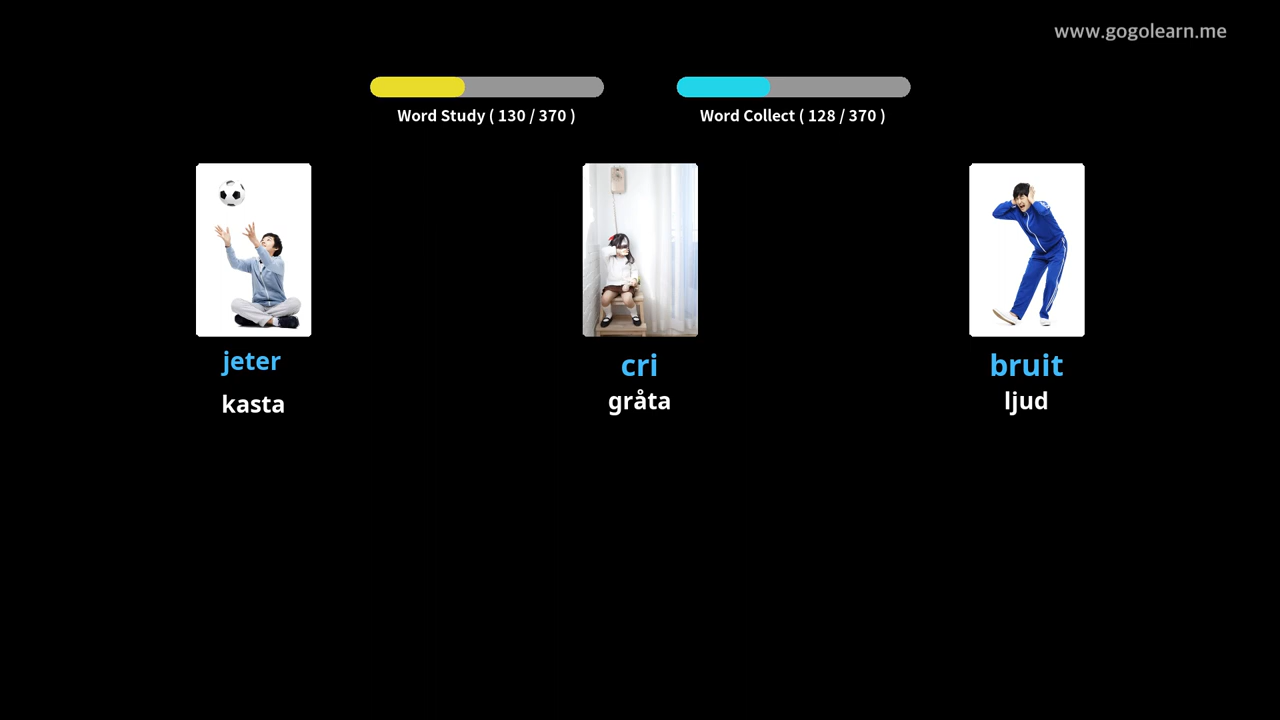 www.gogolearn.me
Word Study ( 130 / 370 )
Word Collect ( 128 / 370 )
jeter
kasta
cri
gråta
bruit
ljud